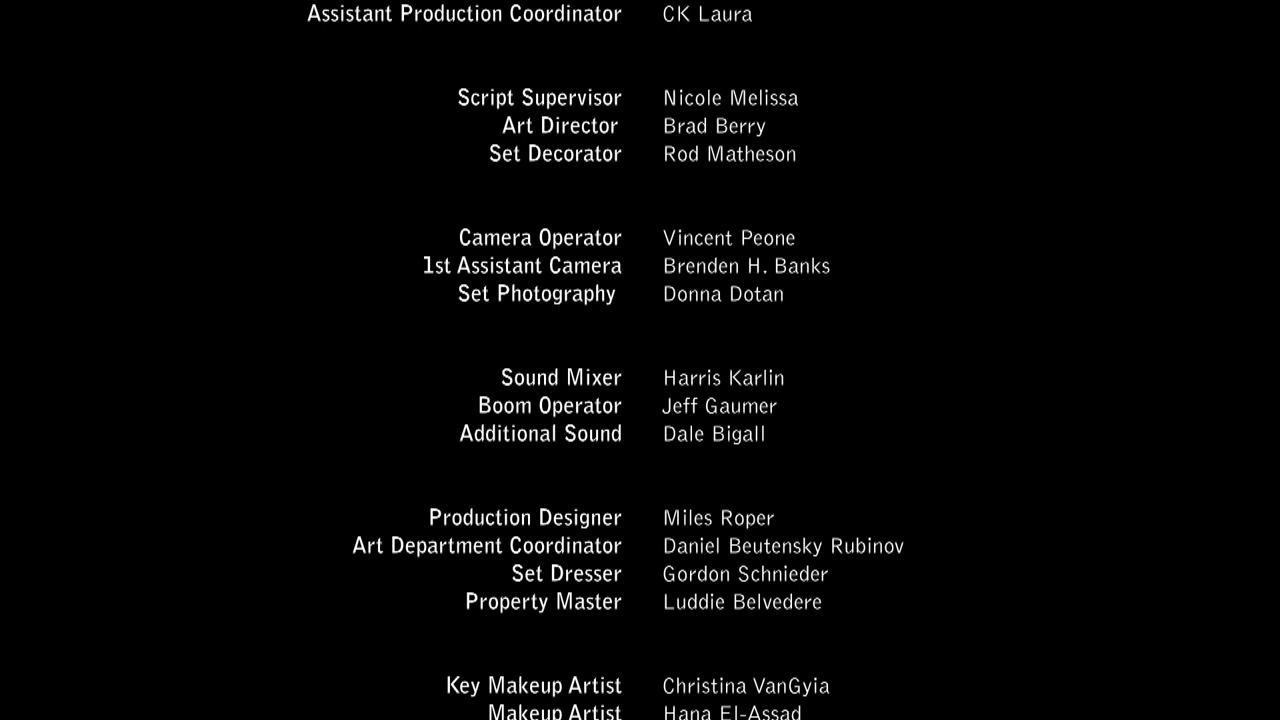 Assistant Production Coordinator CK Laura
Script Supervisor Nicole Melissa
Art Director Brad Berry
Set Decorator Rod Matheson
Camera Operator Vincent Peone
1st Assistant Camera Brenden H. Banks
Set Photography Donna Dotan
Sound Mixer Harris Karlin
Boom Operator Jeff Gaumer
Additional Sound Dale Bigall
Production Designer Miles Roper
Art Department Coordinator Daniel Beutensky Rubinov
Set Dresser Gordon Schnieder
Property Master Luddie Belvedere
Key Makeup Artist Christina VanGyia
Makeup Artist Hana El-Assad